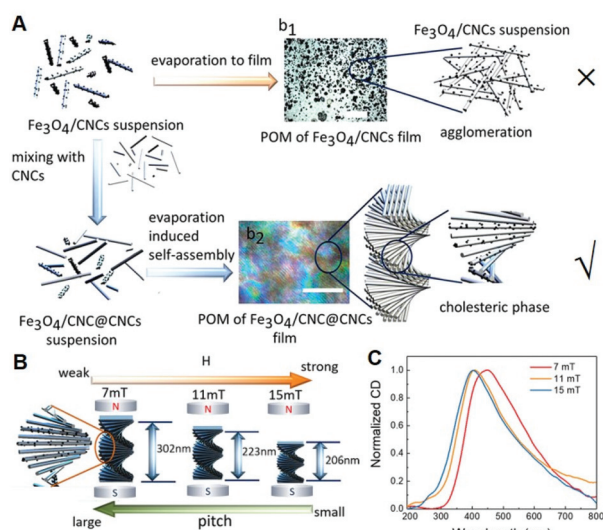 A
b1
Fe3O4/CNCs suspension
evaporation to film
Fe3O4/CNCs suspension
POM of Fe3O4/CNCs film
agglomeration
×
mixing with
CNCs
evaporation
induced
self-assembly
b2
√
cholesteric phase
Fe3O4/CNC@CNCs
suspension
POM of Fe3O4/CNC@CNCs
film
B
weak
H
strong
7mT
11mT
15mT
N
N
N
302nm
223nm
206nm
S
S
S
large
pitch
small
C
Normalized CD
1.0
0.8
0.6
0.4
0.2
0.0
7 mT
11 mT
15 mT
200 300 400 500 600 700 800